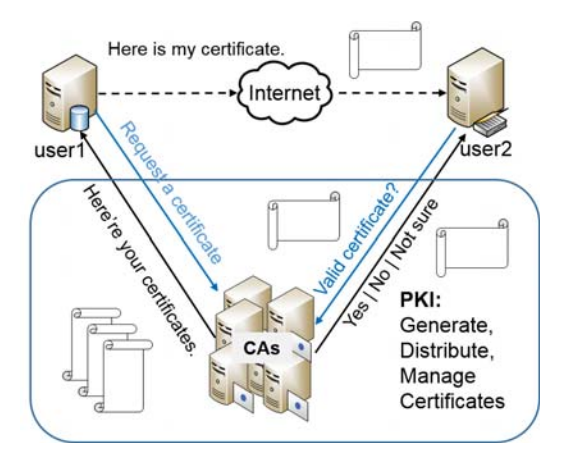 Here is my certificate.
Internet
user1
user2
Request a certificate
Here're your certificates.
Valid certificate?
Yes | No | Not sure
CAs
PKI:
Generate,
Distribute,
Manage
Certificates